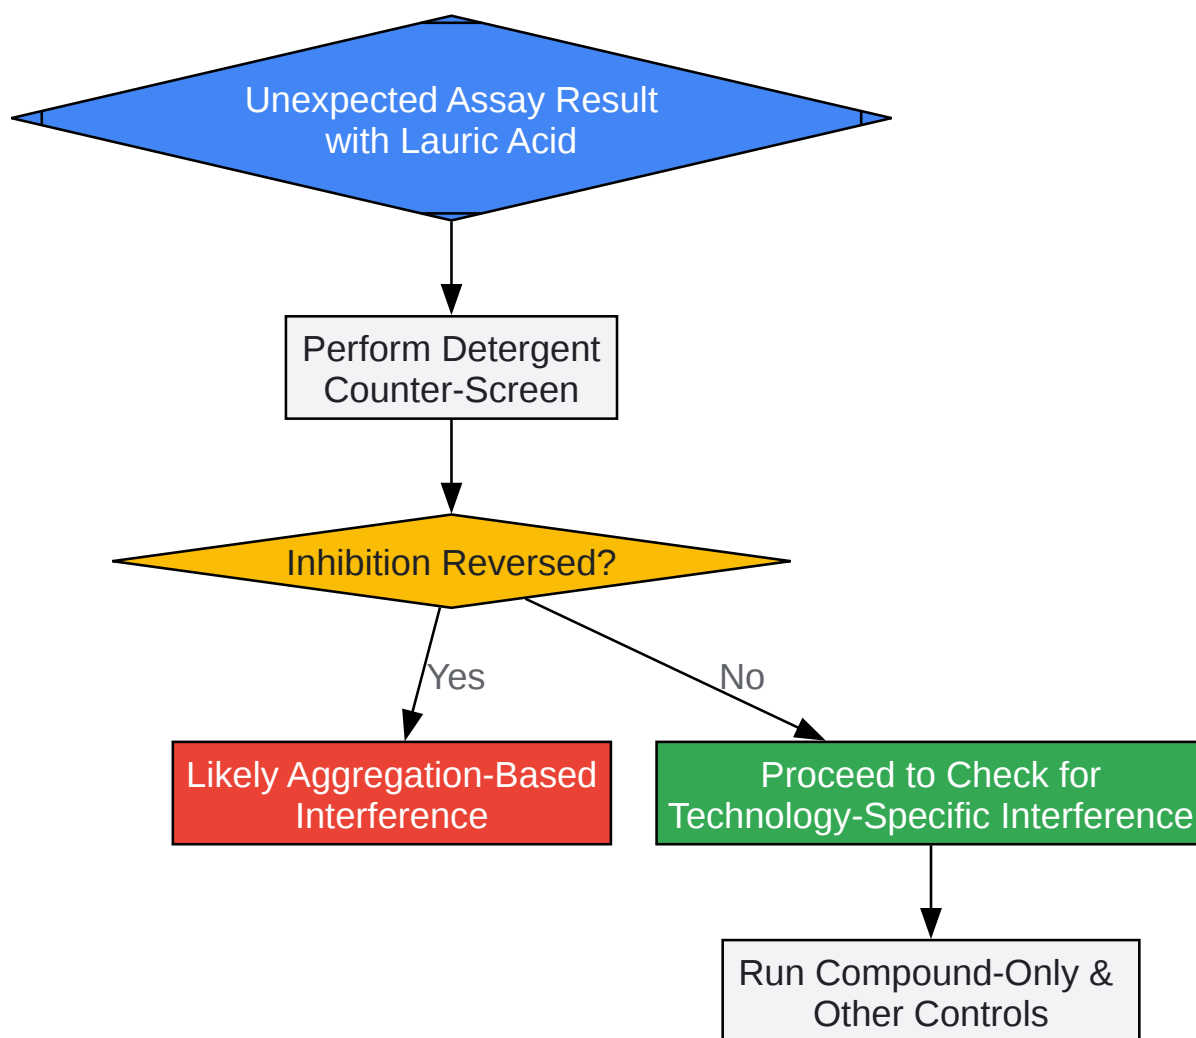 Unexpected Assay Result
with Lauric Acid
Perform Detergent
Counter-Screen
Inhibition Reversed?
Yes
No
Likely Aggregation-Based
Interference
Proceed to Check for
Technology-Specific Interference
Run Compound-Only &
Other Controls